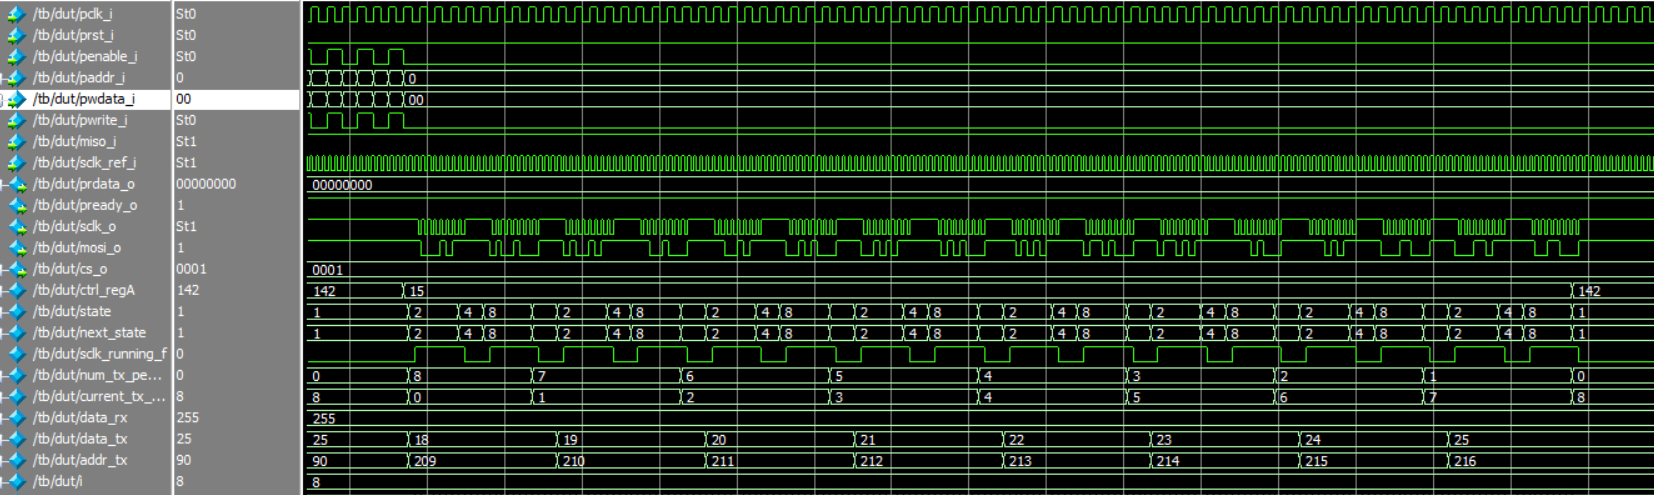 /tb/dut/pclk_i St0
/tb/dut/prst_i St0
/tb/dut/penable_i St0
/tb/dut/paddr_i 0 0
/tb/dut/pwdata_i 00 00
/tb/dut/pwrite_i St0
/tb/dut/miso_i St1
/tb/dut/sclk_ref_i St1
/tb/dut/prdata_o 00000000 00000000
/tb/dut/pready_o 1
/tb/dut/sclk_o St1
/tb/dut/mosi_o 1
/tb/dut/cs_o 0001 0001
/tb/dut/ctrl_regA 142 142 15 142
/tb/dut/state 1 1 2 4 8 2 4 8 2 4 8 2 4 8 2 4 8 2 4 8 2 4 8 2 4 8 1
/tb/dut/next_state 1 1 2 4 8 2 4 8 2 4 8 2 4 8 2 4 8 2 4 8 2 4 8 2 4 8 1
/tb/dut/sclk_running_f 0
/tb/dut/num_tx_pe... 0 0 8 7 6 5 4 3 2 1 0
/tb/dut/current_tx_... 8 8 0 1 2 3 4 5 6 7 8
/tb/dut/data_rx 255 255
/tb/dut/data_tx 25 25 18 19 20 21 22 23 24 25
/tb/dut/addr_tx 90 90 209 210 211 212 213 214 215 216
/tb/dut/i 8 8